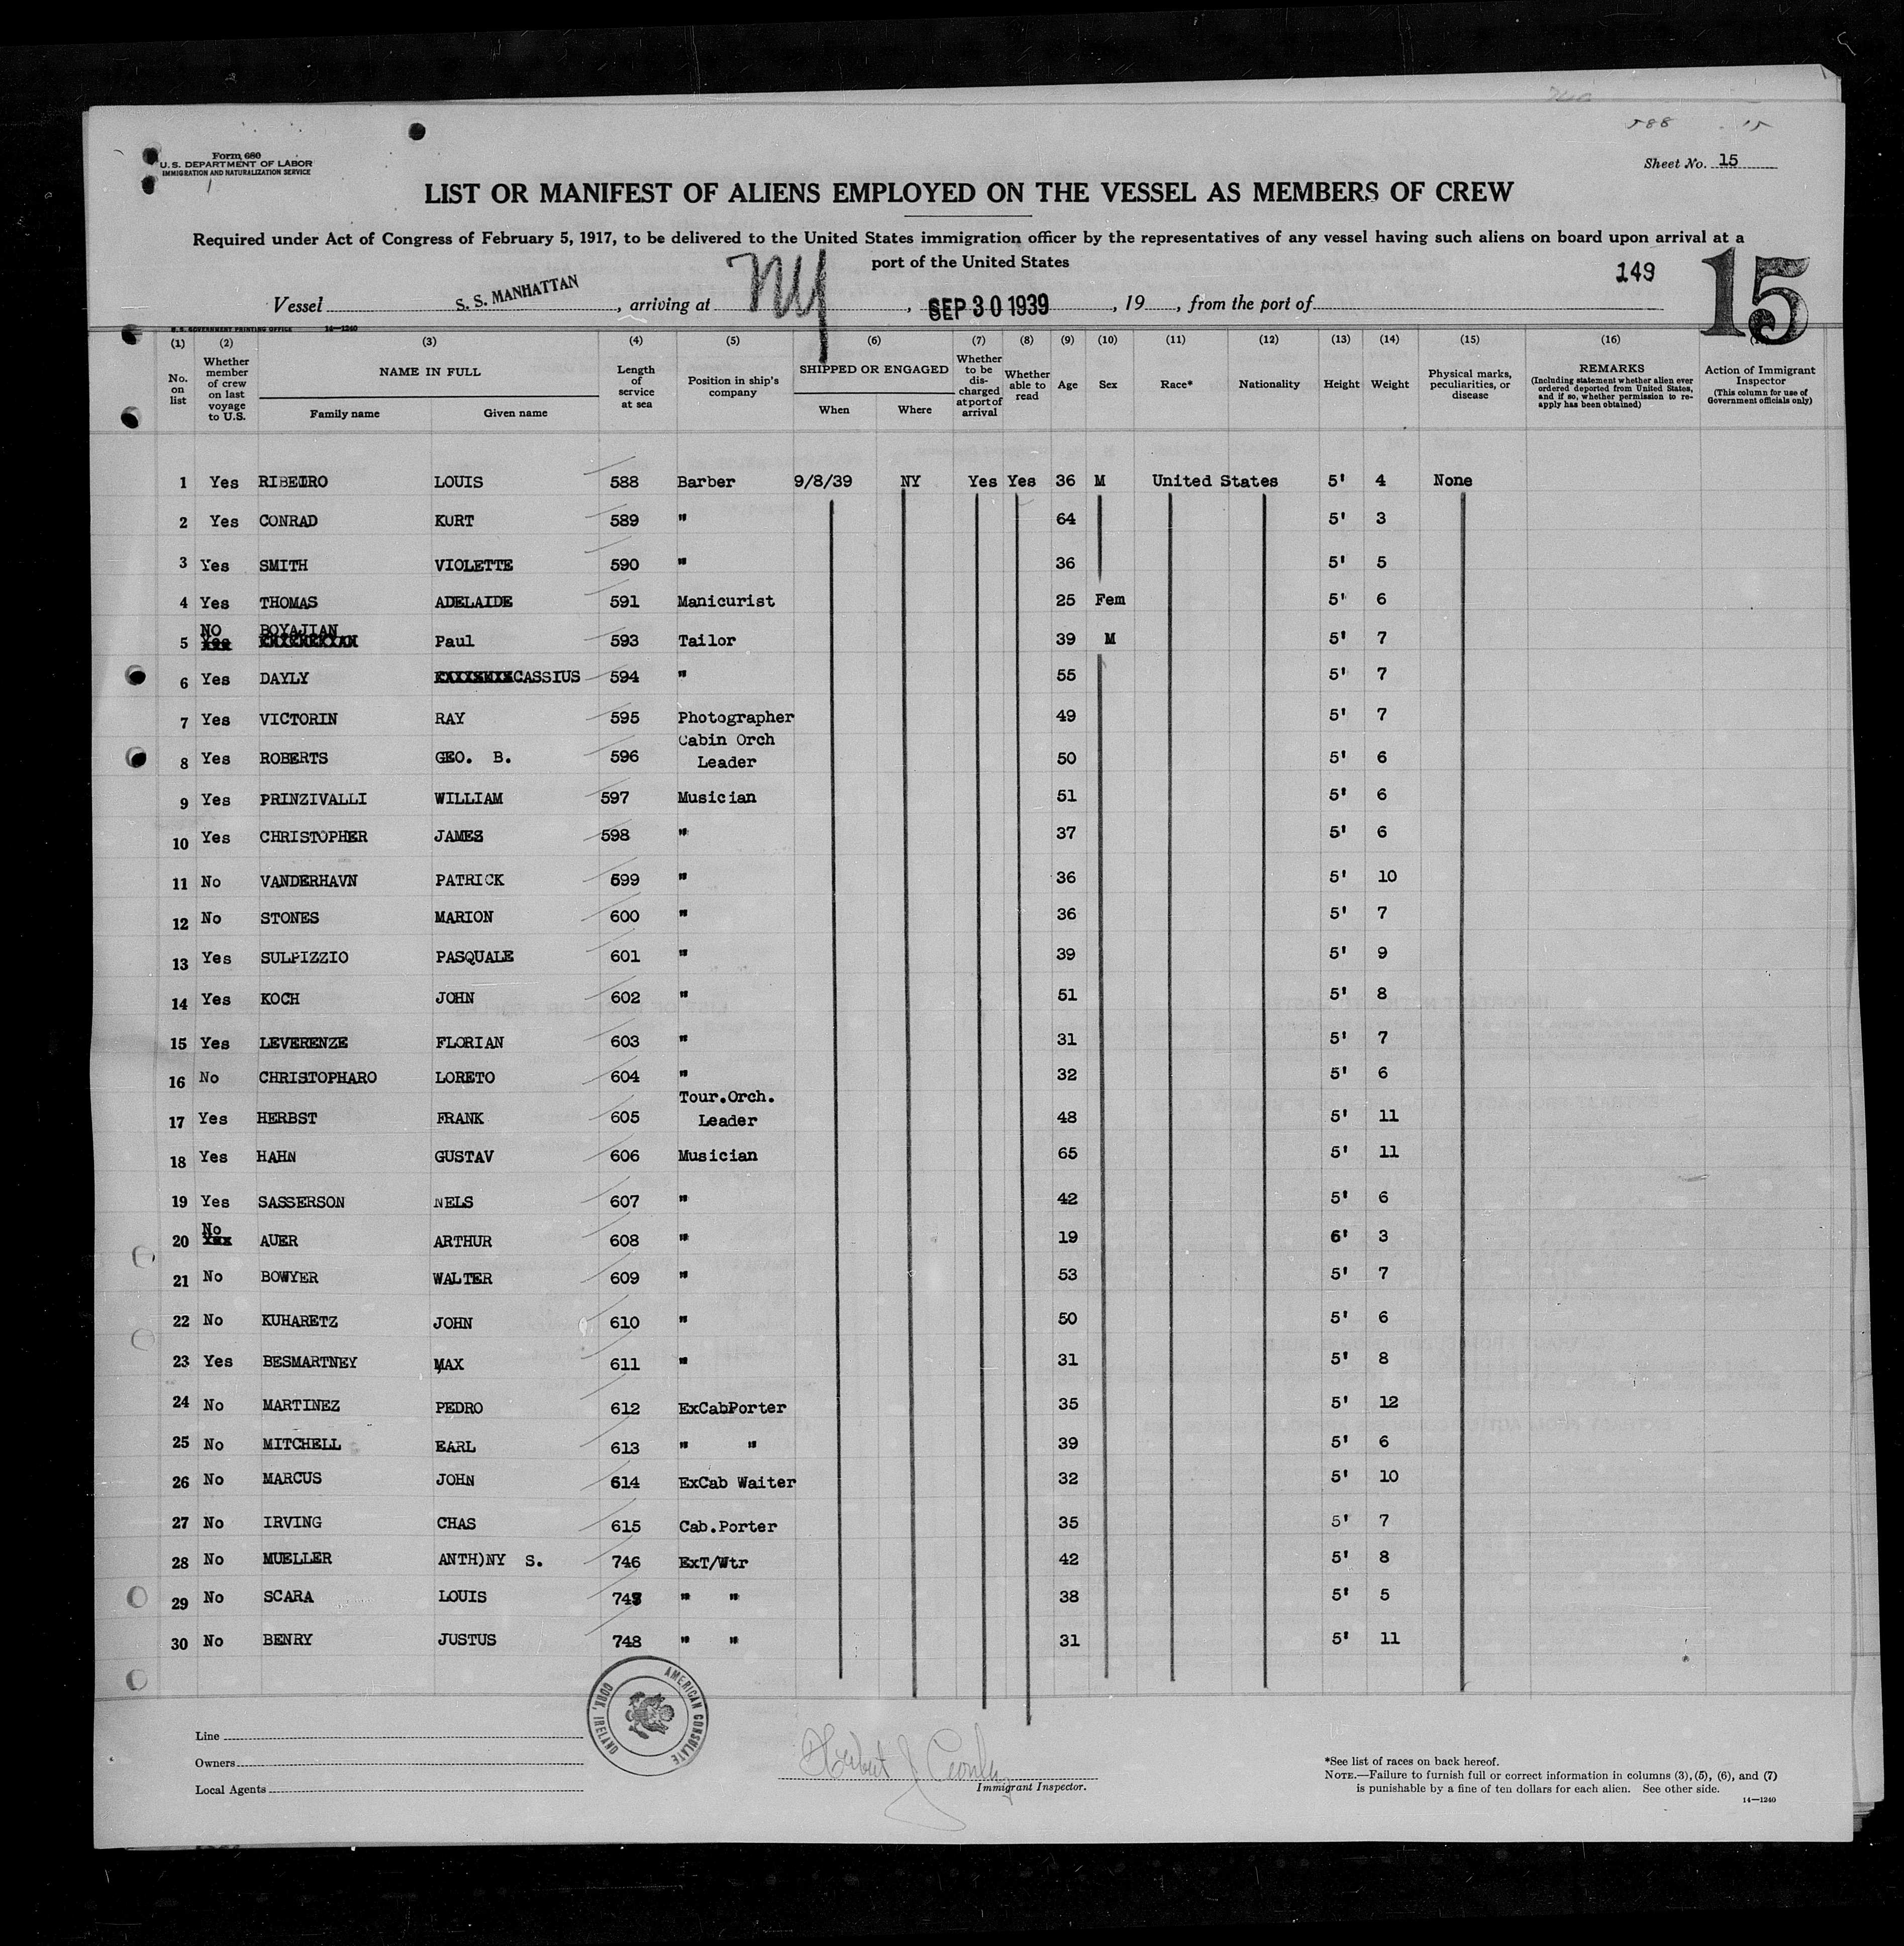 588 15
Form 680
U. S. DEPARTMENT OF LABOR
IMMIGRATION AND NATURALIZATION SERVICE
Sheet No. 15
LIST OR MANIFEST OF ALIENS EMPLOYED ON THE VESSEL AS MEMBERS OF CREW
Required under Act of Congress of February 5, 1917, to be delivered to the United States immigration officer by the representatives of any vessel having such aliens on board upon arrival at a
port of the United States
149 15
Vessel S. S. MANHATTAN, arriving at NY, SEP 30 1939, 19, from the port of
U. S. GOVERNMENT PRINTING OFFICE 14—1240
(1) (2) (3) (4) (5) (6) (7) (8) (9) (10) (11) (12) (13) (14) (15) (16)
No. on list
Whether member of crew on last voyage to U.S.
NAME IN FULL
Family name Given name
Length of service at sea
Position in ship's company
SHIPPED OR ENGAGED
When Where
Whether to be discharged at port of arrival
Whether able to read
Age
Sex
Race*
Nationality
Height
Weight
Physical marks, peculiarities, or disease
REMARKS
(Including statement whether alien ever ordered deported from United States, and if so, whether permission to re-apply has been obtained)
Action of Immigrant Inspector
(This column for use of Government officials only)
1 Yes RIBEIRO LOUIS 588 Barber 9/8/39 NY Yes Yes 36 M United States 5' 4 None
2 Yes CONRAD KURT 589 " 64 5' 3
3 Yes SMITH VIOLETTE 590 " 36 5' 5
4 Yes THOMAS ADELAIDE 591 Manicurist 25 Fem 5' 6
5 NO BOYAJIAN Paul 593 Tailor 39 M 5' 7
6 Yes DAYLY CASSIUS 594 " 55 5' 7
7 Yes VICTORIN RAY 595 Photographer 49 5' 7
8 Yes ROBERTS GEO. B. 596 Cabin Orch Leader 50 5' 6
9 Yes PRINZIVALLI WILLIAM 597 Musician 51 5' 6
10 Yes CHRISTOPHER JAMES 598 " 37 5' 6
11 No VANDERHAVN PATRICK 599 " 36 5' 10
12 No STONES MARION 600 " 36 5' 7
13 Yes SULPIZZIO PASQUALE 601 " 39 5' 9
14 Yes KOCH JOHN 602 " 51 5' 8
15 Yes LEVERENZE FLORIAN 603 " 31 5' 7
16 No CHRISTOPHARO LORETO 604 " 32 5' 6
17 Yes HERBST FRANK 605 Tour.Orch. Leader 48 5' 11
18 Yes HAHN GUSTAV 606 Musician 65 5' 11
19 Yes SASSERSON NELS 607 " 42 5' 6
20 No AUER ARTHUR 608 " 19 6' 3
21 No BOWYER WALTER 609 " 53 5' 7
22 No KUHARETZ JOHN 610 " 50 5' 6
23 Yes BESMARTNEY MAX 611 " 31 5' 8
24 No MARTINEZ PEDRO 612 ExCabPorter 35 5' 12
25 No MITCHELL EARL 613 " " 39 5' 6
26 No MARCUS JOHN 614 ExCab Waiter 32 5' 10
27 No IRVING CHAS 615 Cab.Porter 35 5' 7
28 No MUELLER ANTH)NY S. 746 ExT/Wtr 42 5' 8
29 No SCARA LOUIS 747 " " 38 5' 5
30 No BENRY JUSTUS 748 " " 31 5' 11
AMERICAN CONSULATE
CORK, IRELAND
Line
Owners
Local Agents
Immigrant Inspector.
*See list of races on back hereof.
NOTE.—Failure to furnish full or correct information in columns (3), (5), (6), and (7)
is punishable by a fine of ten dollars for each alien. See other side.
14—1240